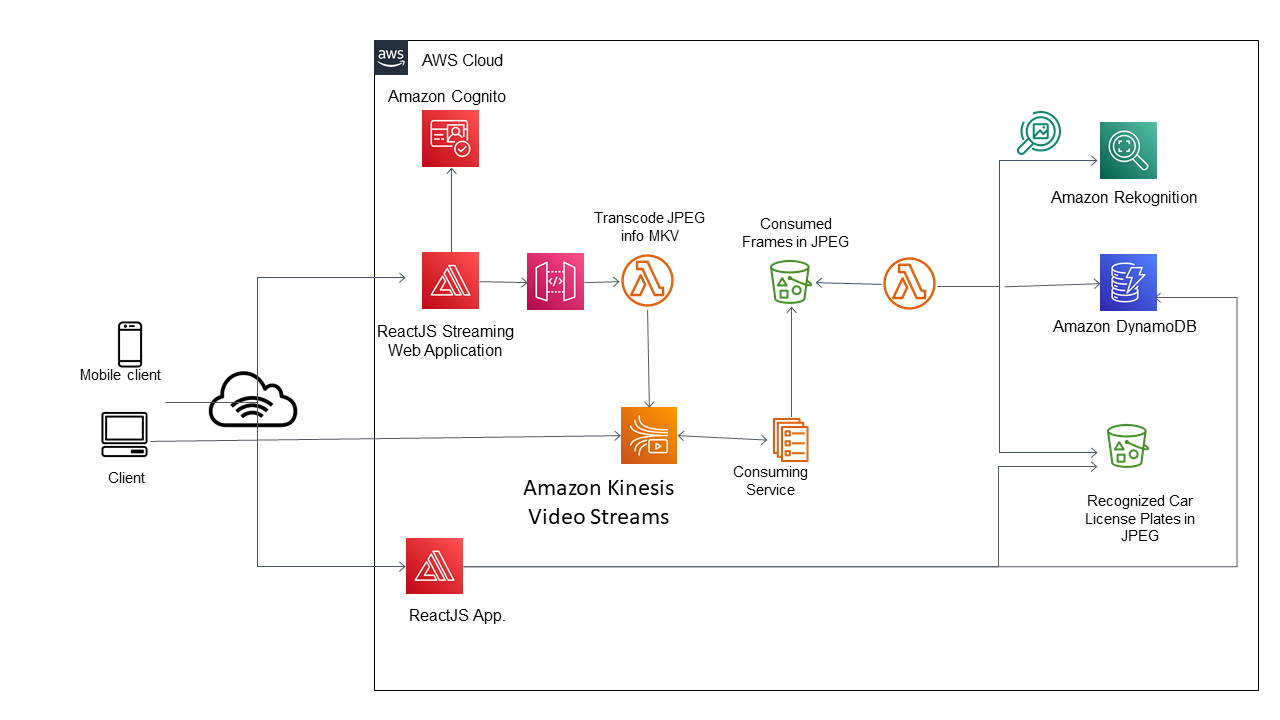 aws
AWS Cloud
Amazon Cognito
Transcode JPEG
info MKV
Consumed
Frames in JPEG
Amazon Rekognition
ReactJS Streaming
Web Application
Amazon DynamoDB
Mobile client
Client
Consuming
Service
Amazon Kinesis
Video Streams
Recognized Car
License Plates in
JPEG
ReactJS App.